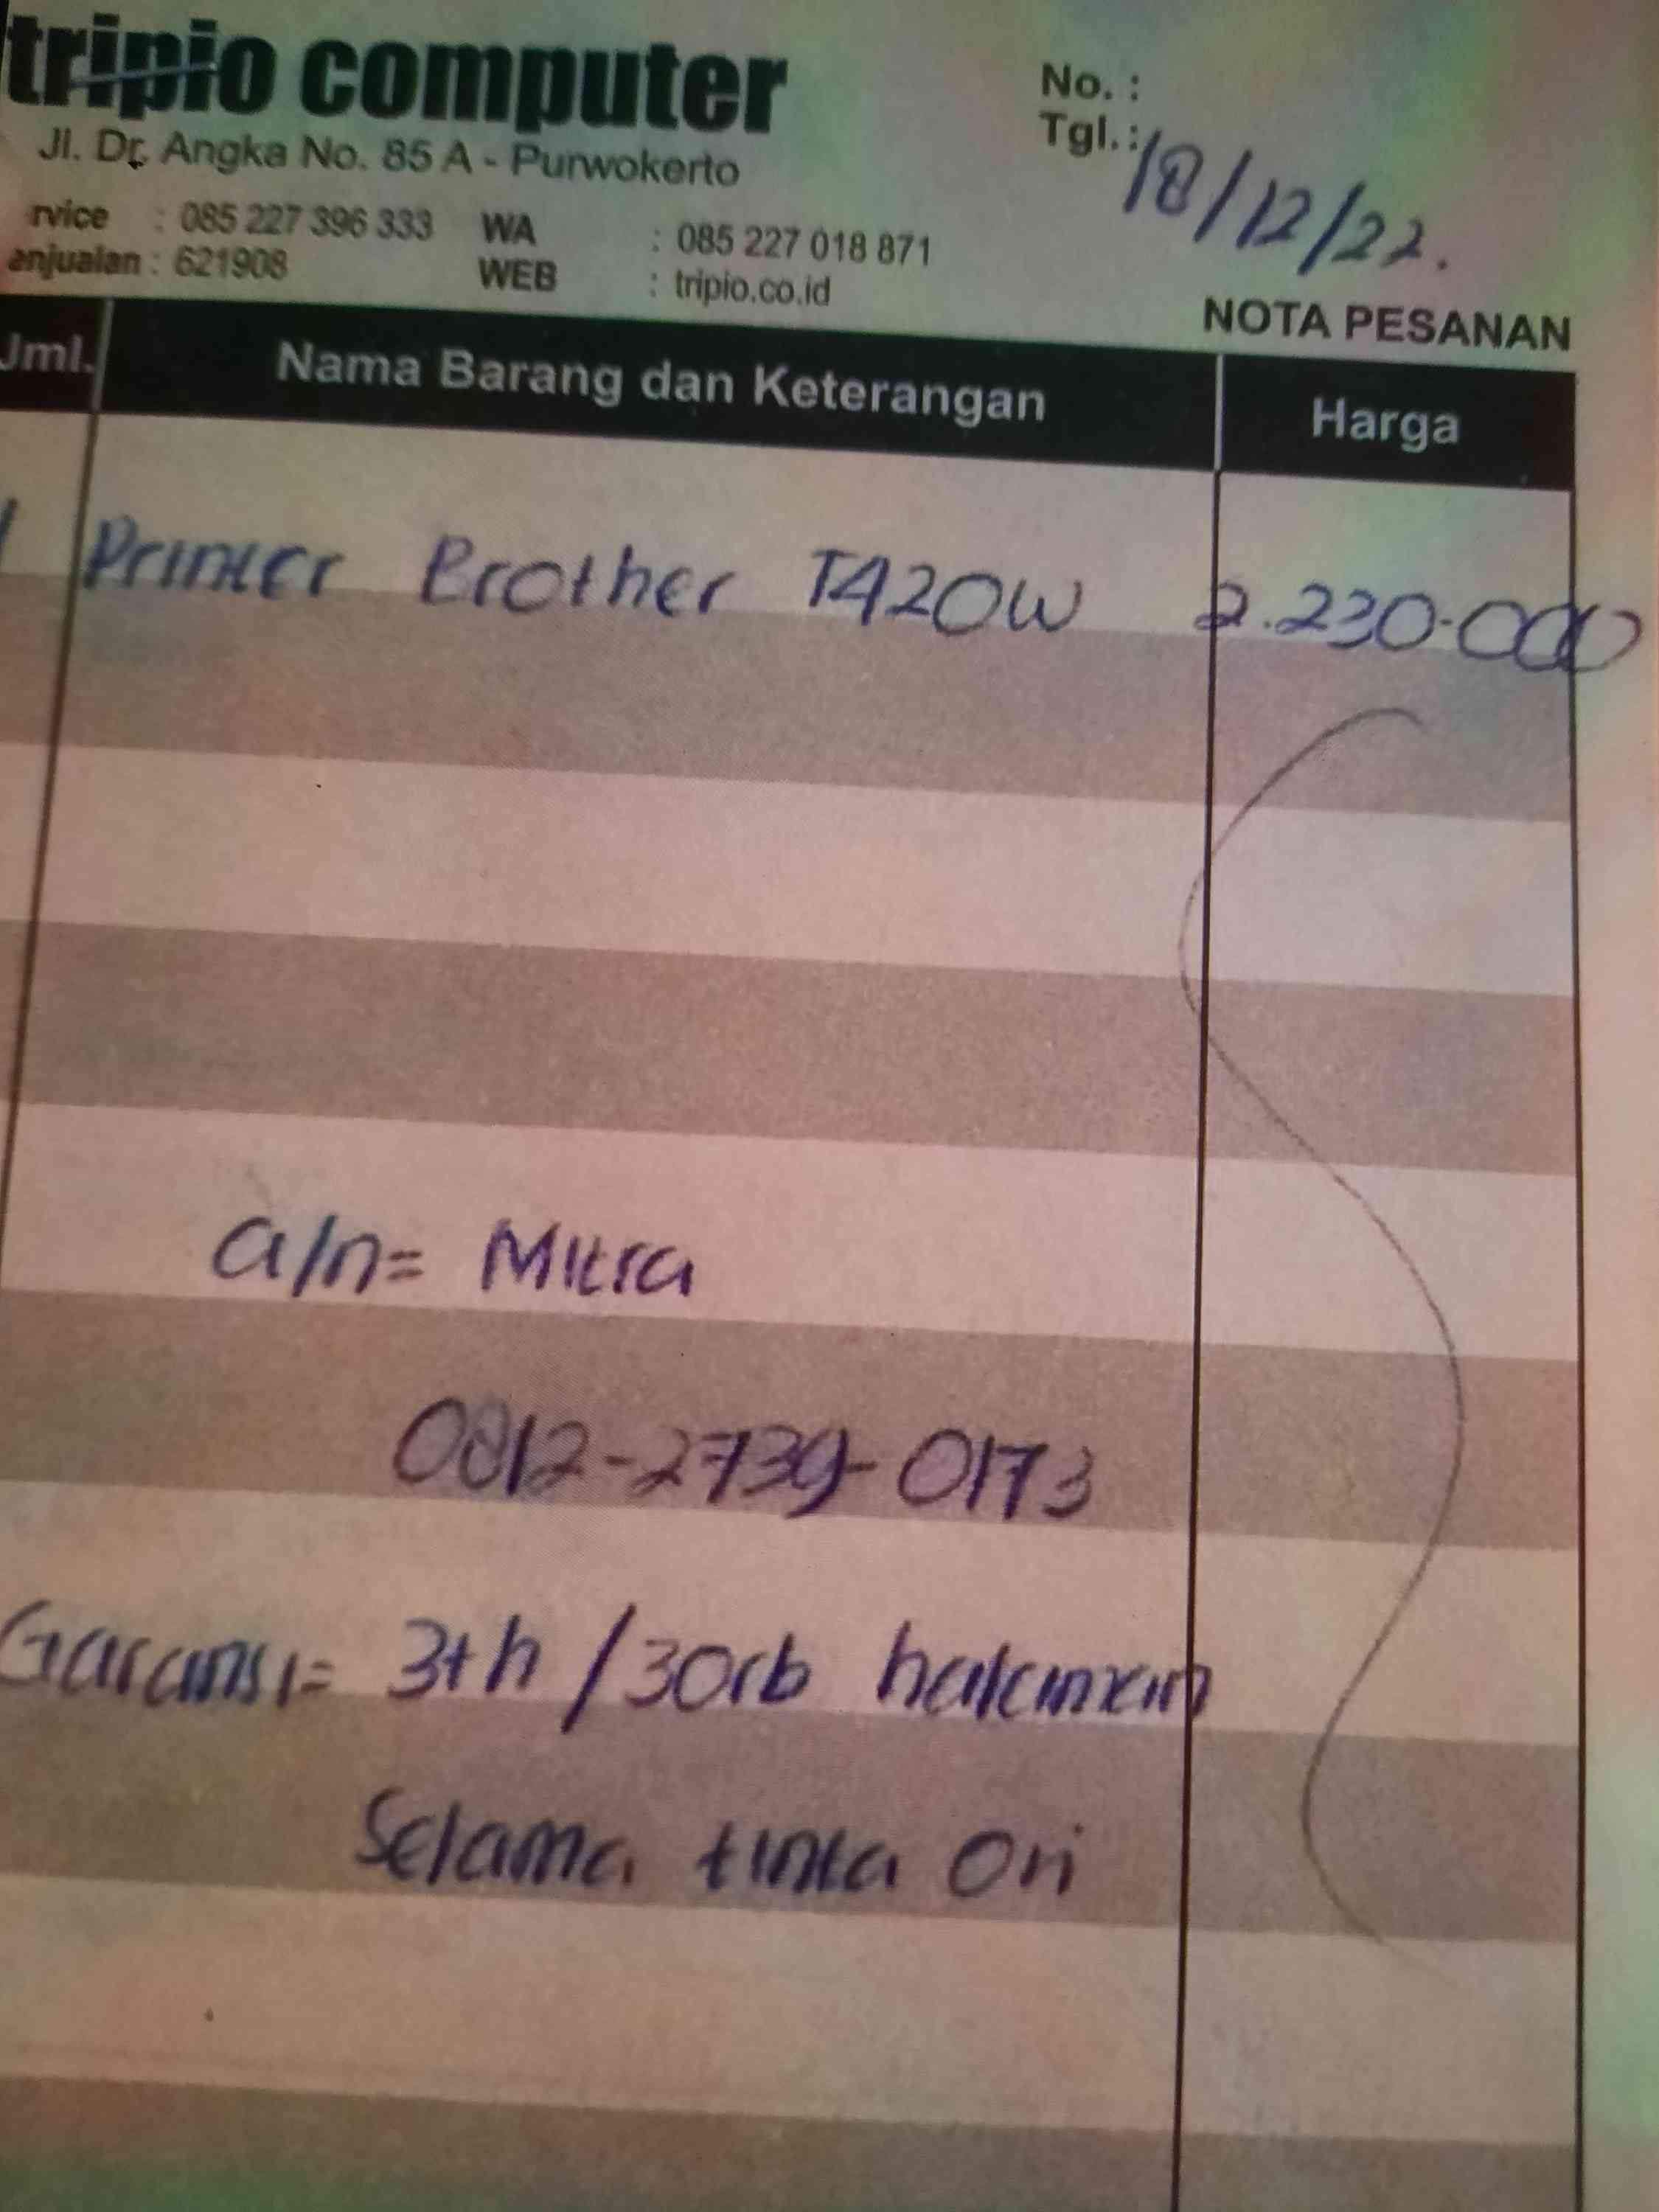 tripio computer
Jl. Dr. Angka No. 85 A - Purwokerto
rvice : 085 227 396 333 WA : 085 227 018 871
enjualan : 621908 WEB : tripio.co.id
No. :
Tgl. : 18/12/22.
NOTA PESANAN
Jml. Nama Barang dan Keterangan Harga
1 Printer Brother T420W 2.230.000
a/n= Mitra
0812-2739-0173
Garansi= 3th /30rb halaman
Selama tinta Ori